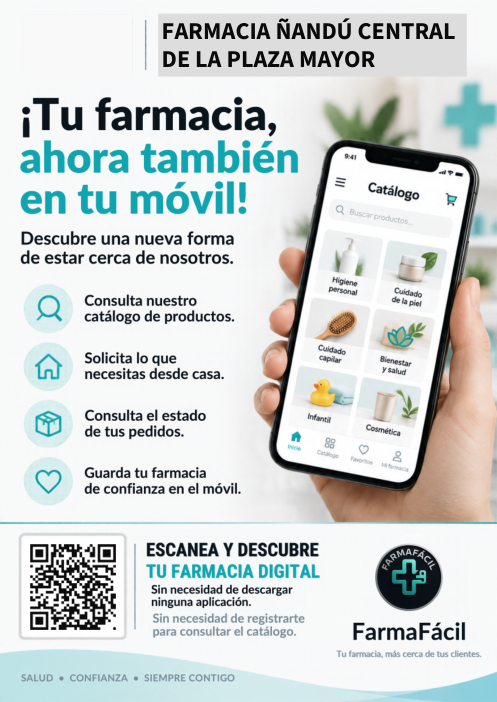 FARMACIA ÑANDÚ CENTRAL
DE LA PLAZA MAYOR
¡Tu farmacia,
ahora también
en tu móvil!
Descubre una nueva forma
de estar cerca de nosotros.
Consulta nuestro
catálogo de productos.
Solicita lo que
necesitas desde casa.
Consulta el estado
de tus pedidos.
Guarda tu farmacia
de confianza en el móvil.
9:41
Catálogo
Buscar productos...
Higiene
personal
Cuidado
de la piel
Cuidado
capilar
Bienestar
y salud
Infantil
Cosmética
Inicio
Catálogo
Favoritos
Mi farmacia
ESCANEA Y DESCUBRE
TU FARMACIA DIGITAL
Sin necesidad de descargar
ninguna aplicación.
Sin necesidad de registrarte
para consultar el catálogo.
FARMAFÁCIL
FarmaFácil
Tu farmacia, más cerca de tus clientes.
SALUD • CONFIANZA • SIEMPRE CONTIGO